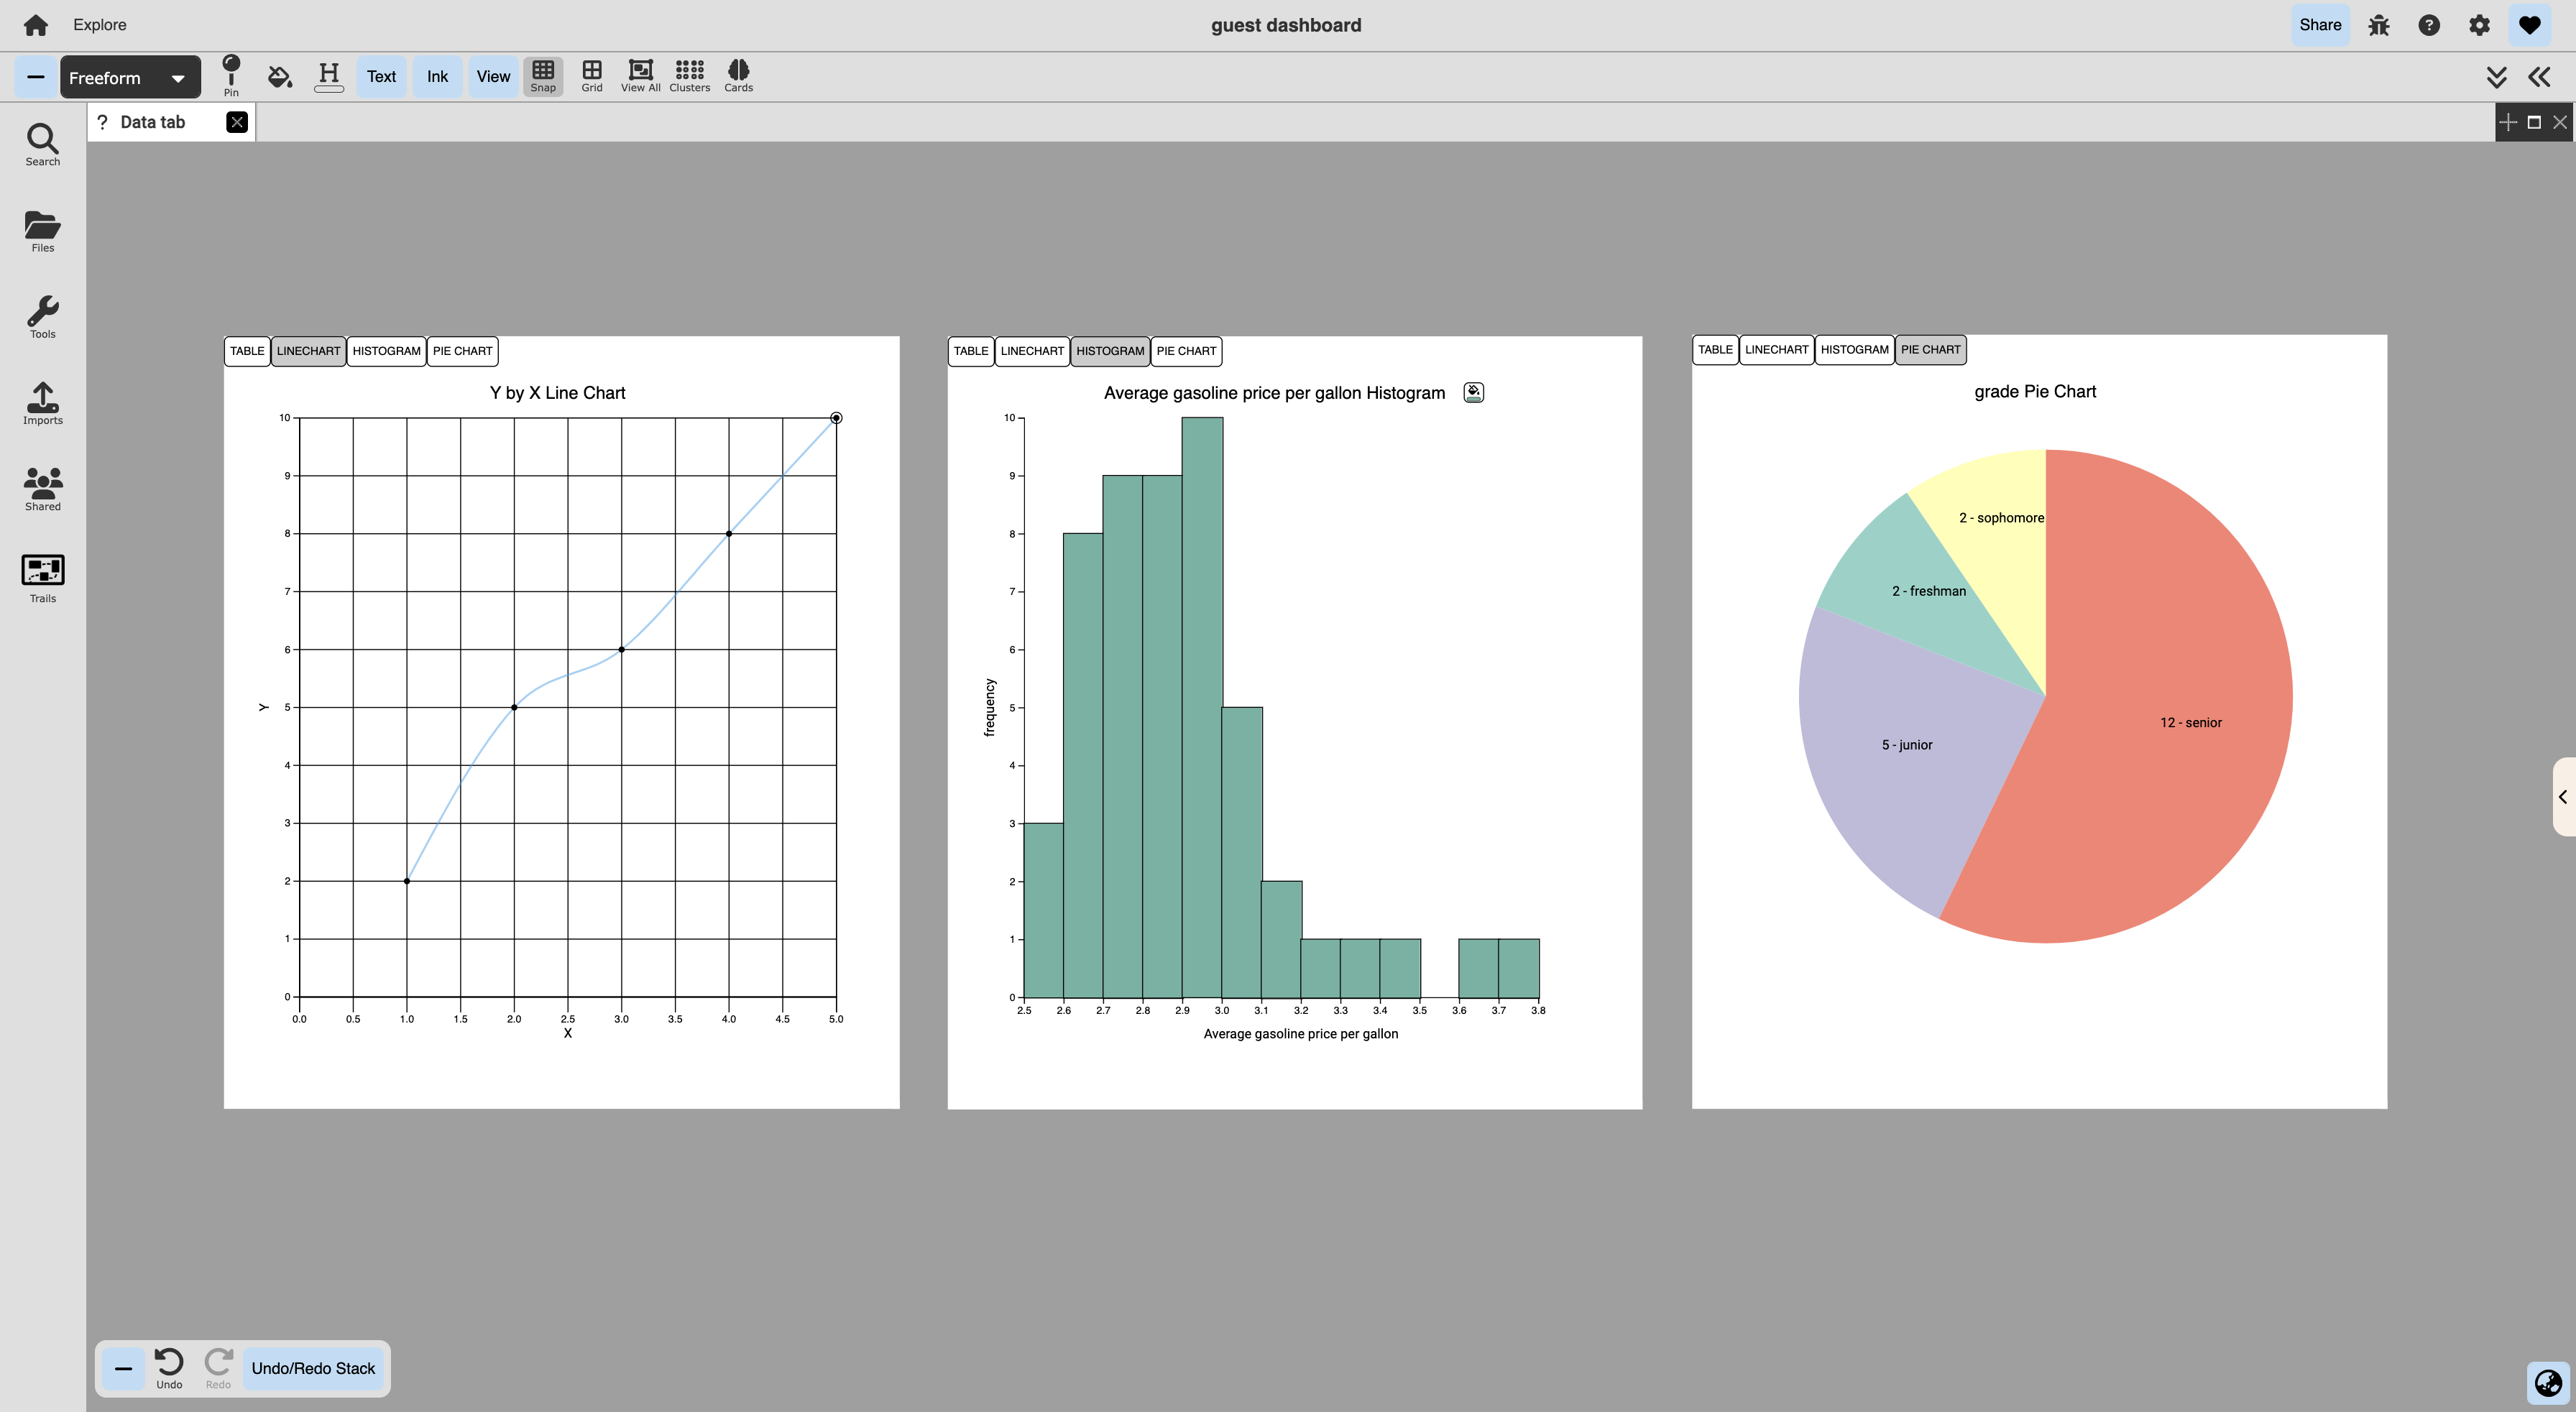 Explore
guest dashboard
Share
Freeform
Pin
H
Text
Ink
View
Snap
Grid
View All
Clusters
Cards
? Data tab
Search
Files
Tools
Imports
Shared
Trails
TABLE LINECHART HISTOGRAM PIE CHART
Y by X Line Chart
10
9
8
7
6
5
4
3
2
1
0
Y
0.0 0.5 1.0 1.5 2.0 2.5 3.0 3.5 4.0 4.5 5.0
X
TABLE LINECHART HISTOGRAM PIE CHART
Average gasoline price per gallon Histogram
10
9
8
7
6
5
4
3
2
1
0
frequency
2.5 2.6 2.7 2.8 2.9 3.0 3.1 3.2 3.3 3.4 3.5 3.6 3.7 3.8
Average gasoline price per gallon
TABLE LINECHART HISTOGRAM PIE CHART
grade Pie Chart
2 - sophomore
2 - freshman
12 - senior
5 - junior
Undo
Redo
Undo/Redo Stack